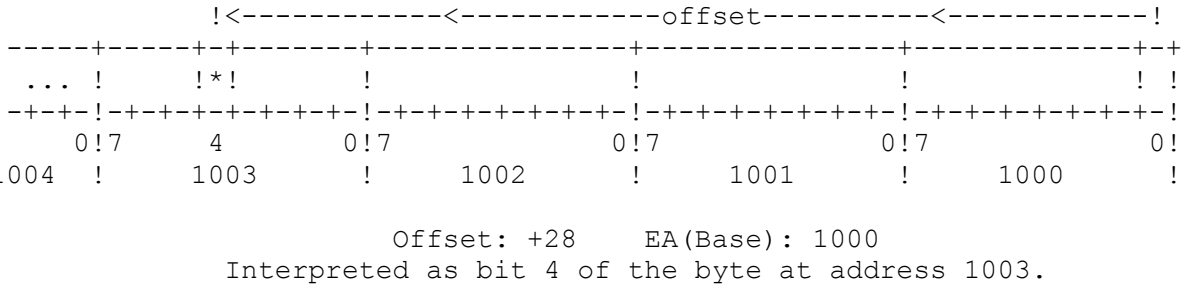 !<------------<------------offset----------<------------!
-----+-----+-+-------+---------------+---------------+-------------+-+
... !     !*!       !               !               !             ! !
-+-+-!-+-+-+-+-+-+-+-!-+-+-+-+-+-+-+-!-+-+-+-+-+-+-+-!-+-+-+-+-+-+-+-!
0!7     4       0!7             0!7             0!7             0!
1004  !     1003      !     1002      !     1001      !     1000      !
Offset: +28    EA(Base): 1000
Interpreted as bit 4 of the byte at address 1003.